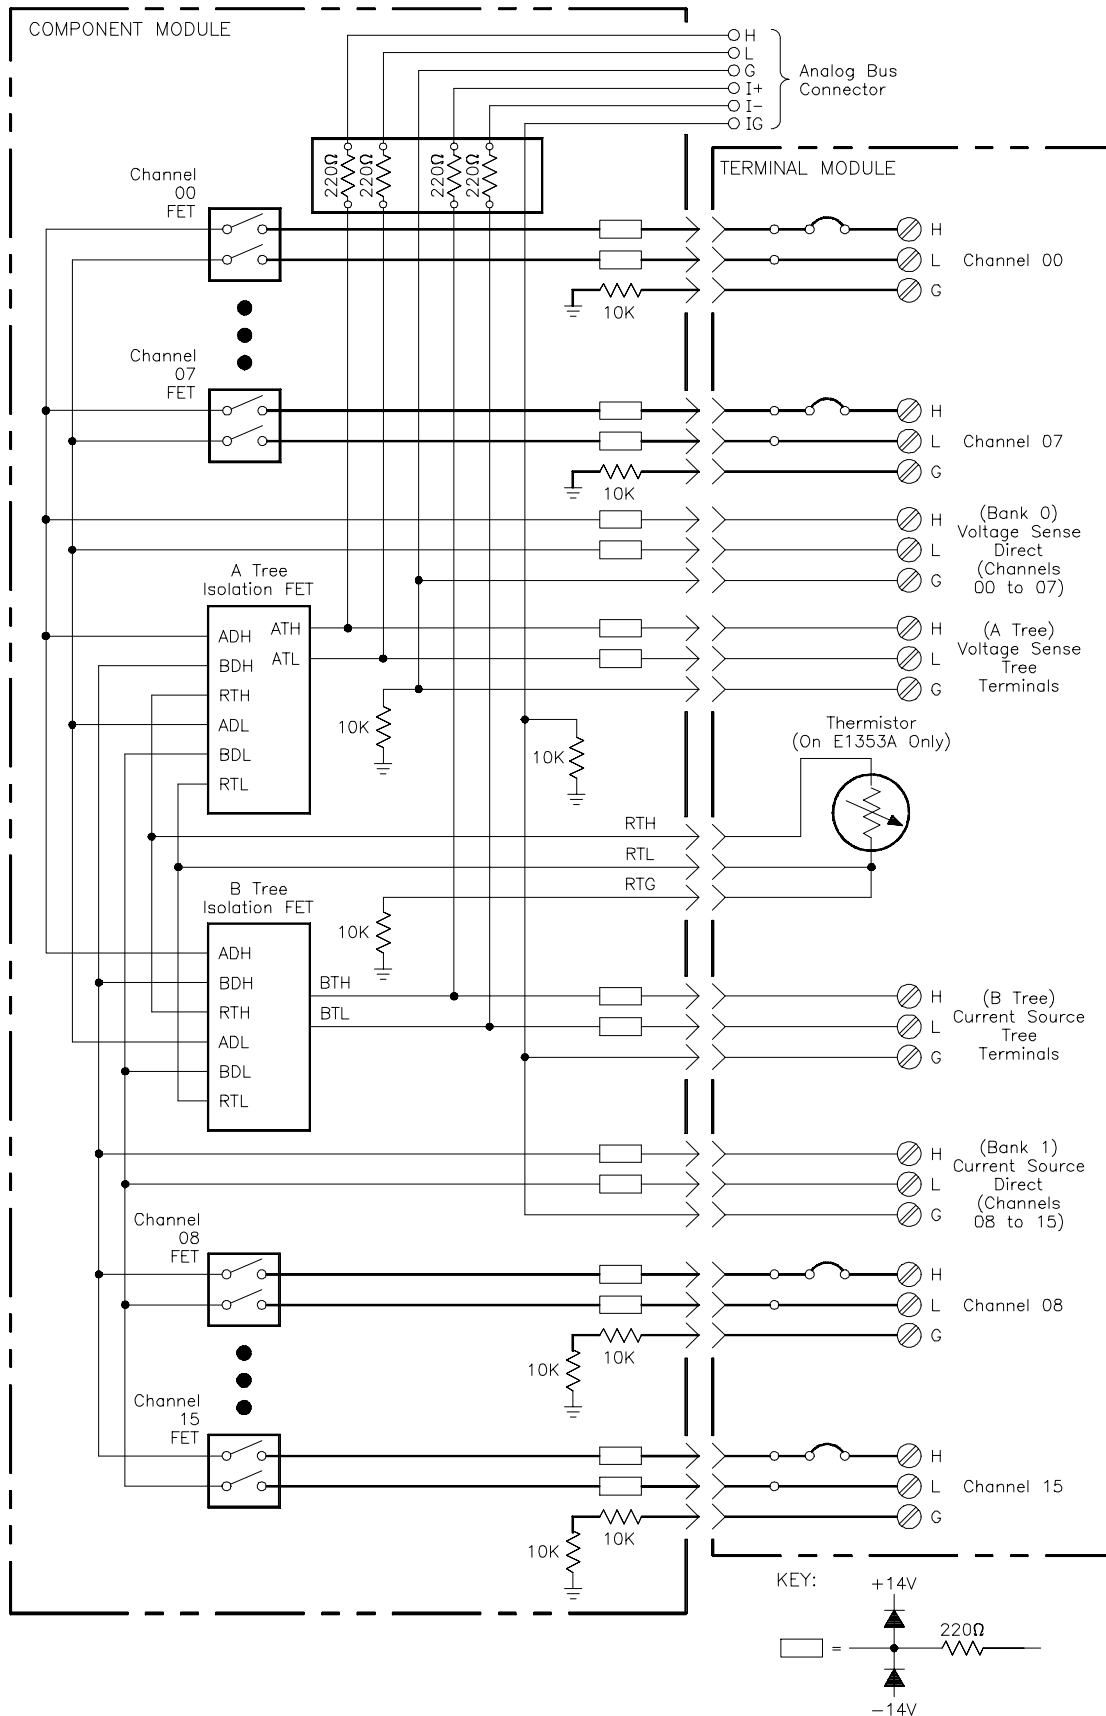 COMPONENT MODULE
H
L
G
I+
I-
IG
Analog Bus
Connector
220Ω
220Ω
220Ω
220Ω
TERMINAL MODULE
Channel
00
FET
H
L
Channel 00
G
10K
Channel
07
FET
H
L
Channel 07
G
10K
H
L
G
(Bank 0)
Voltage Sense
Direct
(Channels
00 to 07)
A Tree
Isolation FET
ADH
BDH
RTH
ADL
BDL
RTL
ATH
ATL
H
L
G
(A Tree)
Voltage Sense
Tree
Terminals
10K
10K
Thermistor
(On E1353A Only)
RTH
RTL
RTG
10K
B Tree
Isolation FET
ADH
BDH
RTH
ADL
BDL
RTL
BTH
BTL
H
L
G
(B Tree)
Current Source
Tree
Terminals
H
L
G
(Bank 1)
Current Source
Direct
(Channels
08 to 15)
Channel
08
FET
H
L
Channel 08
G
10K
10K
Channel
15
FET
H
L
Channel 15
G
10K
10K
KEY:
=
+14V
220Ω
-14V